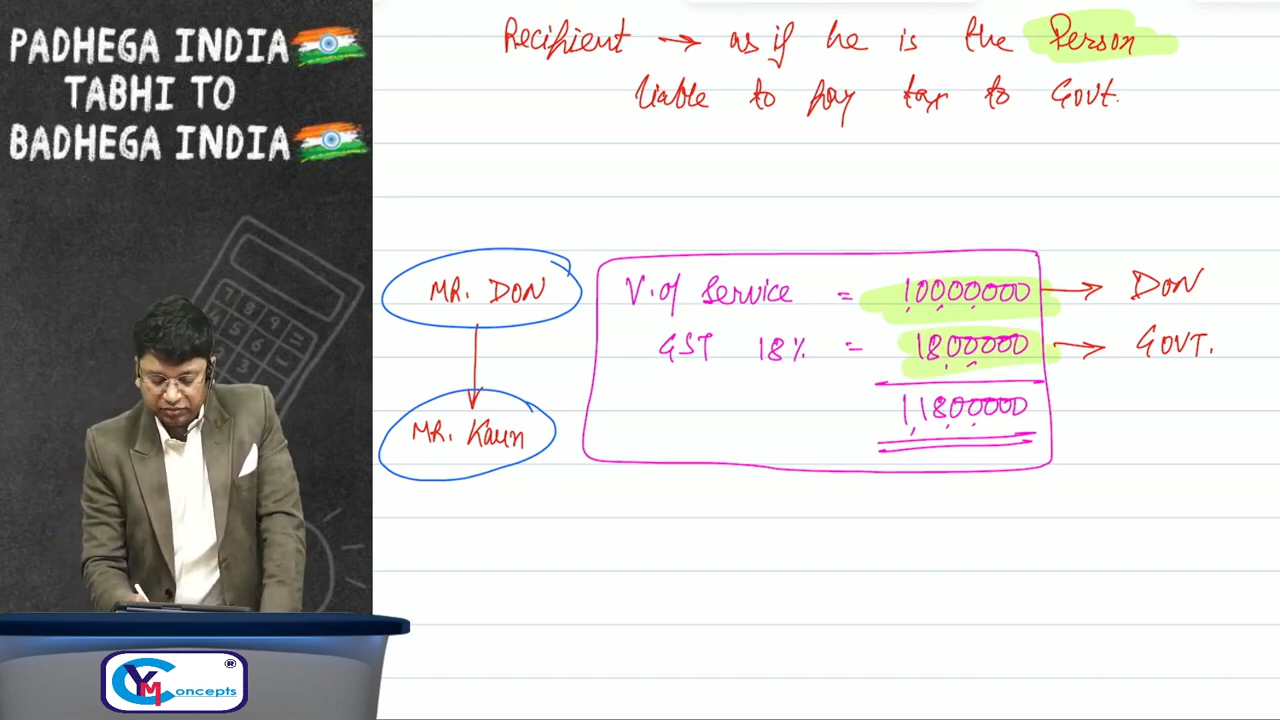 PADHEGA INDIA
TABHI TO
BADHEGA INDIA
Recipient → as if he is the Person
liable to pay tax to Govt.
MR. DON
V. of Service = 10000000 → DON
GST 18% = 1800000 → GOVT.
11800000
MR. Kaun
YM Concepts ®